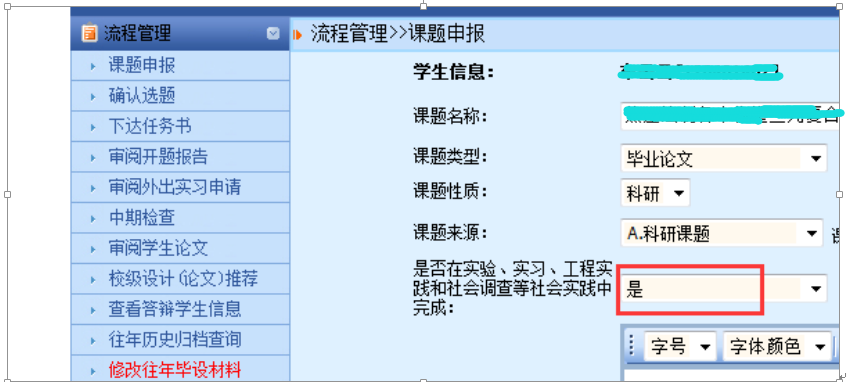 流程管理
流程管理>>课题申报
课题申报
确认选题
下达任务书
审阅开题报告
审阅外出实习申请
中期检查
审阅学生论文
校级设计(论文)推荐
查看答辩学生信息
往年历史归档查询
修改往年毕设材料
学生信息:
课题名称:
课题类型:
毕业论文
课题性质:
科研
课题来源:
A.科研课题
是否在实验、实习、工程实
践和社会调查等社会实践中
完成:
是
字号
字体颜色